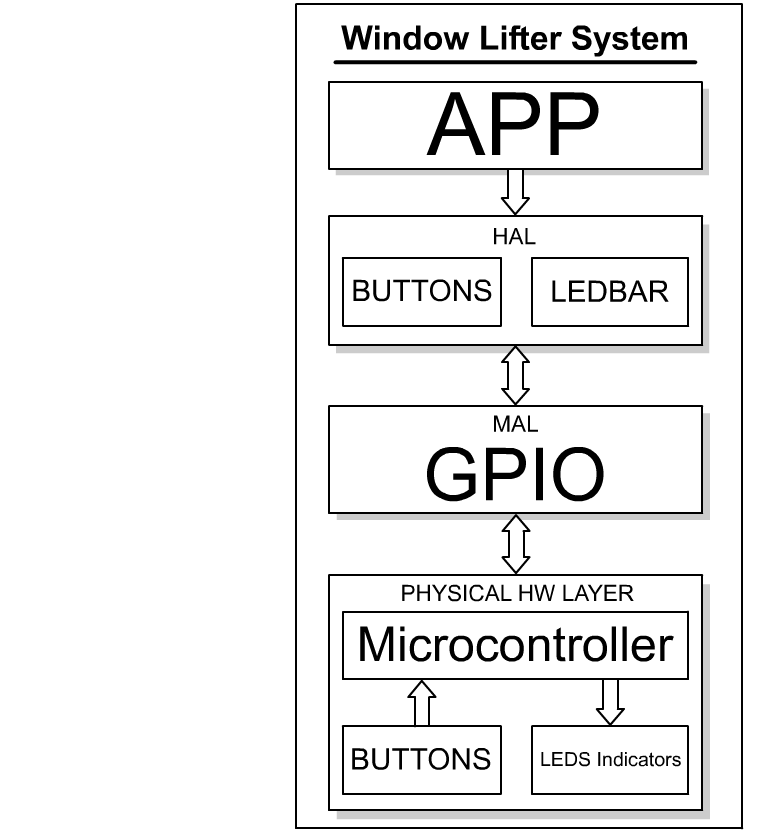 Window Lifter System
APP
HAL
BUTTONS
LEDBAR
MAL
GPIO
PHYSICAL HW LAYER
Microcontroller
BUTTONS
LEDS Indicators